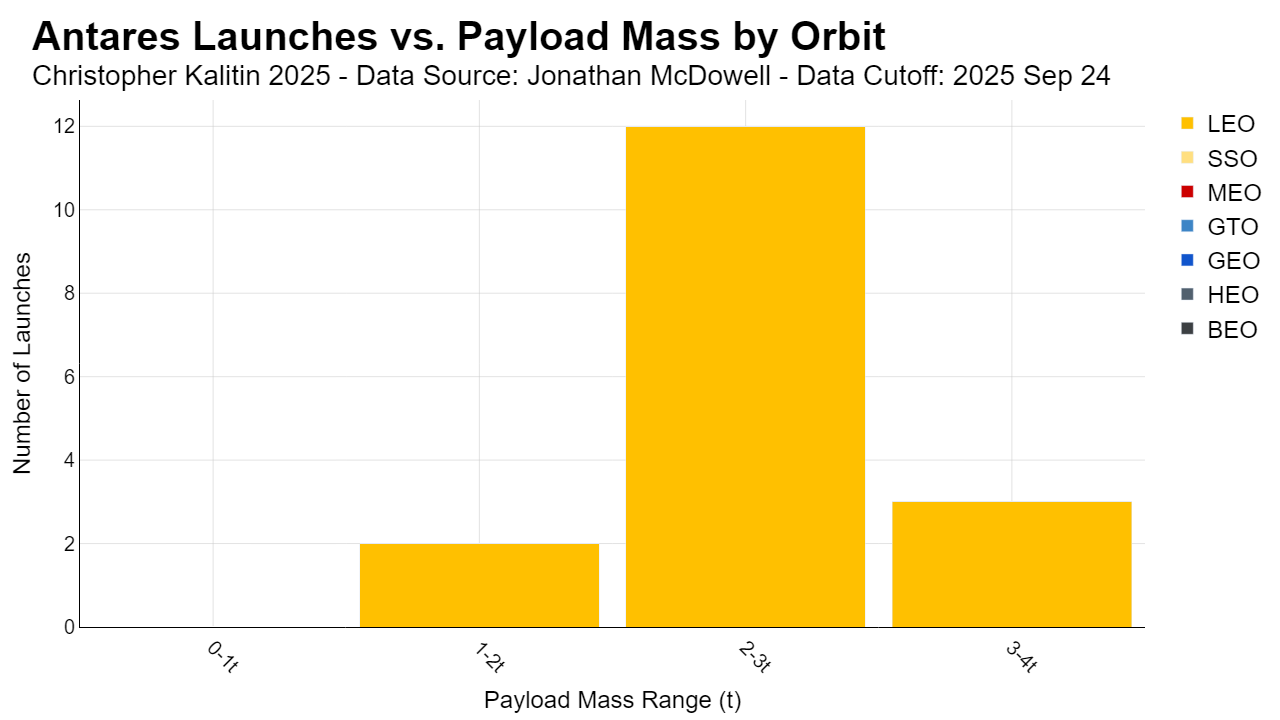 Antares Launches vs. Payload Mass by Orbit
Christopher Kalitin 2025 - Data Source: Jonathan McDowell - Data Cutoff: 2025 Sep 24
LEO
SSO
MEO
GTO
GEO
HEO
BEO
Number of Launches
12
10
8
6
4
2
0
0-1t
1-2t
2-3t
3-4t
Payload Mass Range (t)